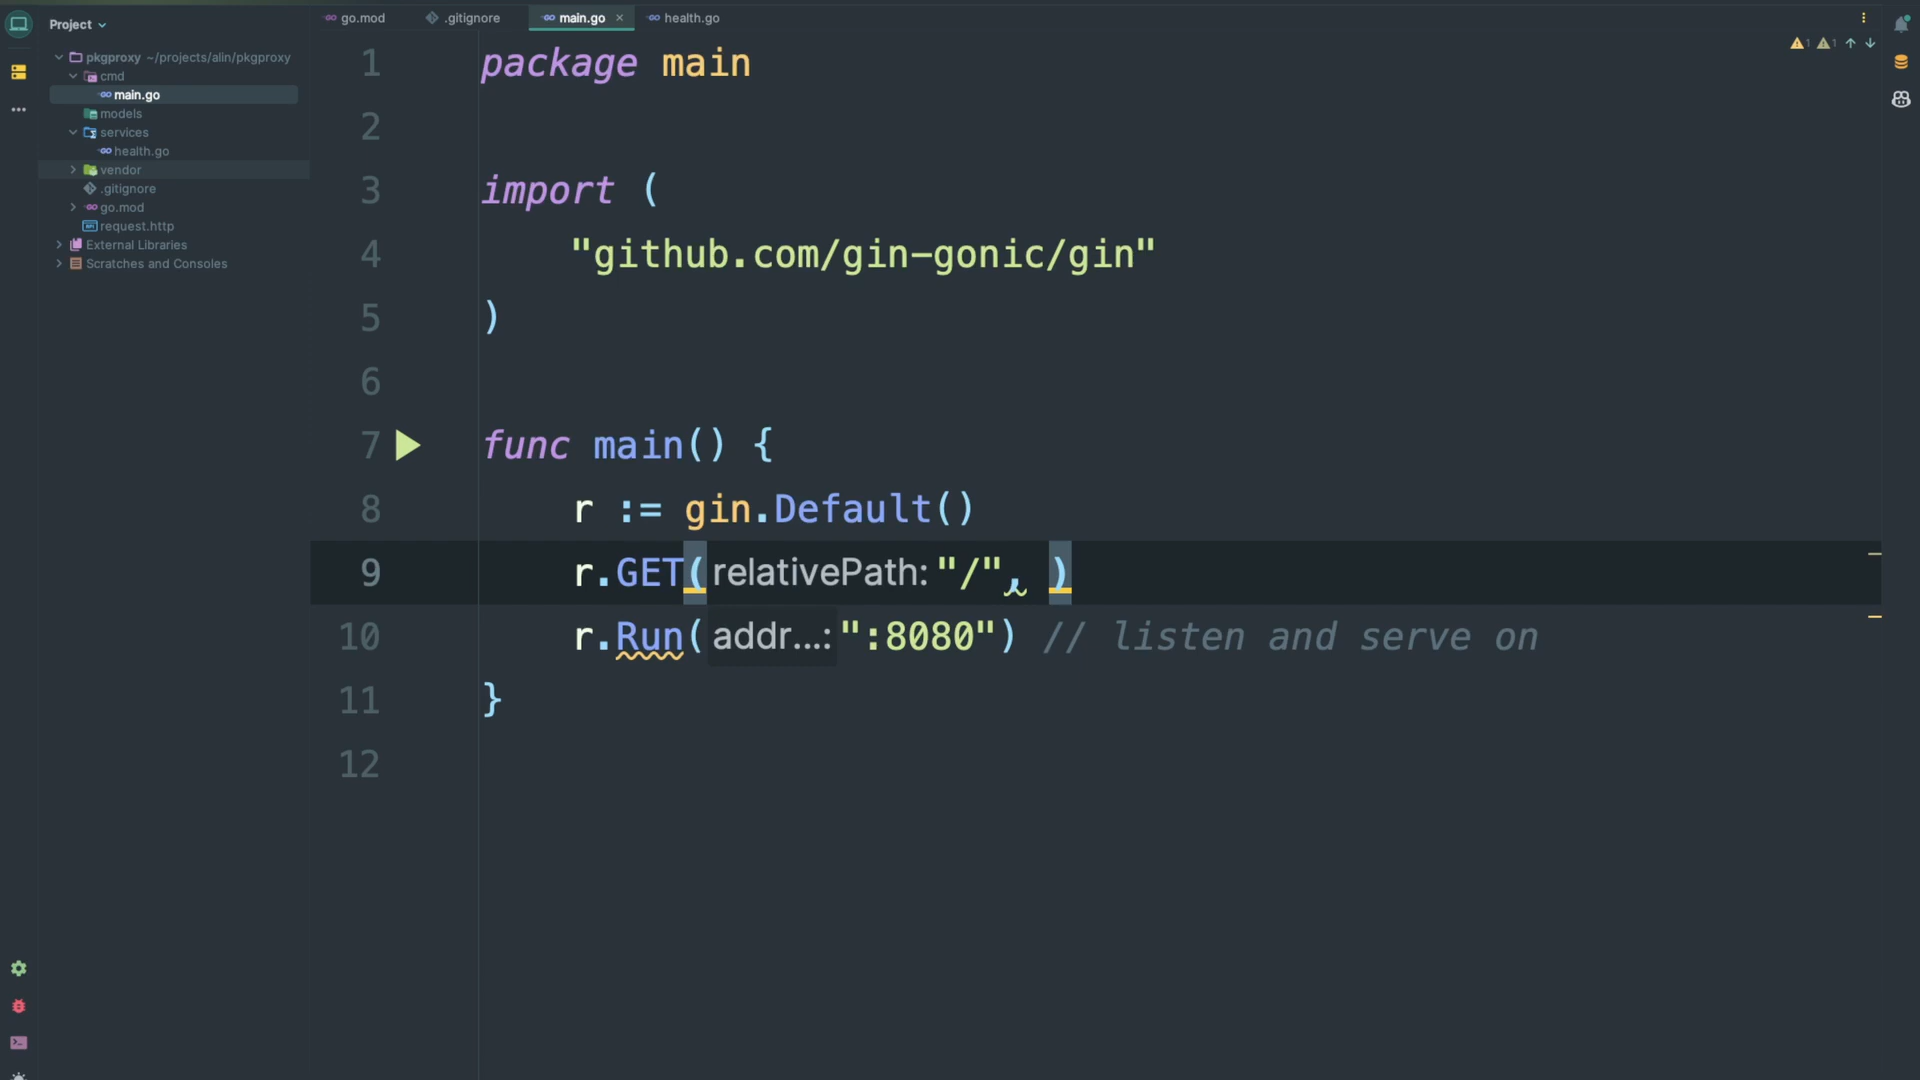 Project
go.mod
.gitignore
main.go
health.go
pkgproxy ~/projects/alin/pkgproxy
cmd
main.go
models
services
health.go
vendor
.gitignore
go.mod
request.http
External Libraries
Scratches and Consoles
1 1
1 package main
2
3 import (
4 "github.com/gin-gonic/gin"
5 )
6
7 func main() {
8 r := gin.Default()
9 r.GET( relativePath: "/", )
10 r.Run( addr...: ":8080") // listen and serve on
11 }
12